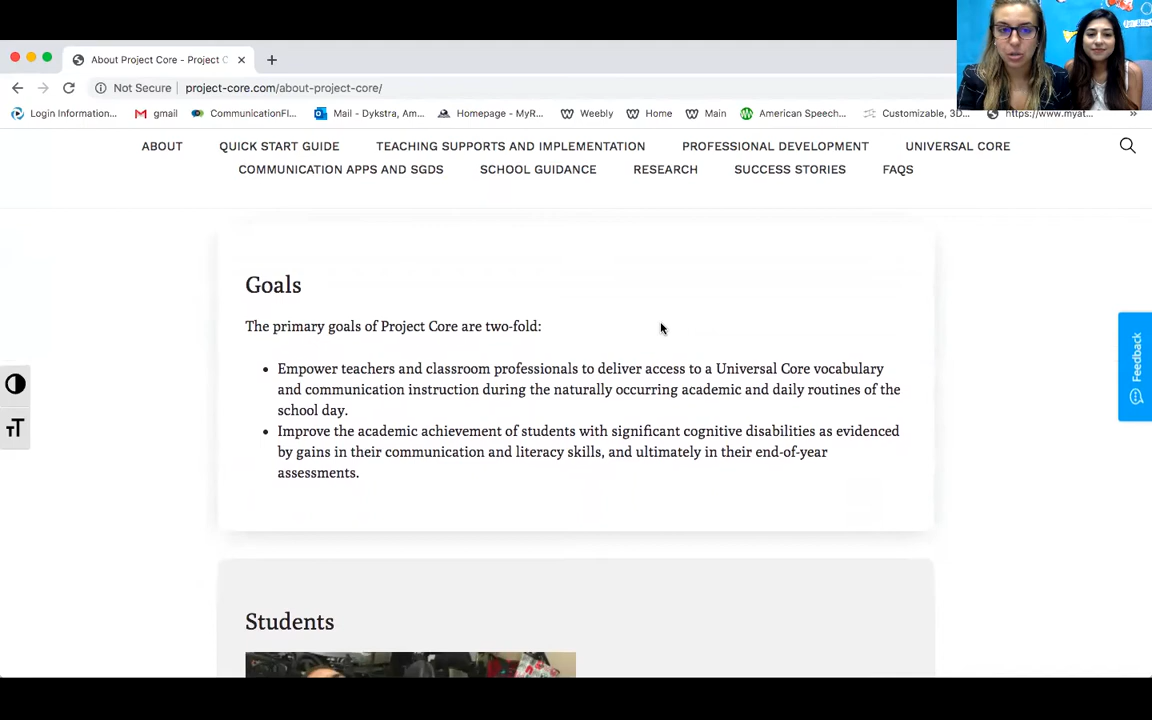 About Project Core - Project C
Not Secure project-core.com/about-project-core/
Login Information... gmail CommunicationFl... Mail - Dykstra, Am... Homepage - MyR... Weebly Home Main American Speech... Customizable, 3D... https://www.myat... »
ABOUT QUICK START GUIDE TEACHING SUPPORTS AND IMPLEMENTATION PROFESSIONAL DEVELOPMENT UNIVERSAL CORE
COMMUNICATION APPS AND SGDS SCHOOL GUIDANCE RESEARCH SUCCESS STORIES FAQS
Goals
The primary goals of Project Core are two-fold:
• Empower teachers and classroom professionals to deliver access to a Universal Core vocabulary
and communication instruction during the naturally occurring academic and daily routines of the
school day.
• Improve the academic achievement of students with significant cognitive disabilities as evidenced
by gains in their communication and literacy skills, and ultimately in their end-of-year
assessments.
Feedback
TT
Students